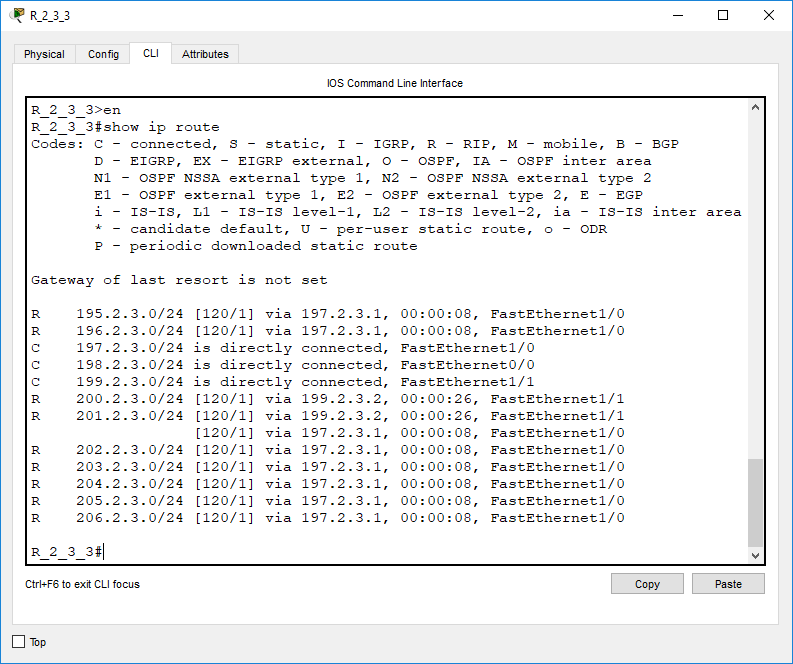 R_2_3_3
Physical Config CLI Attributes
IOS Command Line Interface
R_2_3_3>en
R_2_3_3#show ip route
Codes: C - connected, S - static, I - IGRP, R - RIP, M - mobile, B - BGP
D - EIGRP, EX - EIGRP external, O - OSPF, IA - OSPF inter area
N1 - OSPF NSSA external type 1, N2 - OSPF NSSA external type 2
E1 - OSPF external type 1, E2 - OSPF external type 2, E - EGP
i - IS-IS, L1 - IS-IS level-1, L2 - IS-IS level-2, ia - IS-IS inter area
* - candidate default, U - per-user static route, o - ODR
P - periodic downloaded static route
Gateway of last resort is not set
R 195.2.3.0/24 [120/1] via 197.2.3.1, 00:00:08, FastEthernet1/0
R 196.2.3.0/24 [120/1] via 197.2.3.1, 00:00:08, FastEthernet1/0
C 197.2.3.0/24 is directly connected, FastEthernet1/0
C 198.2.3.0/24 is directly connected, FastEthernet0/0
C 199.2.3.0/24 is directly connected, FastEthernet1/1
R 200.2.3.0/24 [120/1] via 199.2.3.2, 00:00:26, FastEthernet1/1
R 201.2.3.0/24 [120/1] via 199.2.3.2, 00:00:26, FastEthernet1/1
[120/1] via 197.2.3.1, 00:00:08, FastEthernet1/0
R 202.2.3.0/24 [120/1] via 197.2.3.1, 00:00:08, FastEthernet1/0
R 203.2.3.0/24 [120/1] via 197.2.3.1, 00:00:08, FastEthernet1/0
R 204.2.3.0/24 [120/1] via 197.2.3.1, 00:00:08, FastEthernet1/0
R 205.2.3.0/24 [120/1] via 197.2.3.1, 00:00:08, FastEthernet1/0
R 206.2.3.0/24 [120/1] via 197.2.3.1, 00:00:08, FastEthernet1/0
R_2_3_3#
Ctrl+F6 to exit CLI focus
Copy Paste
Top